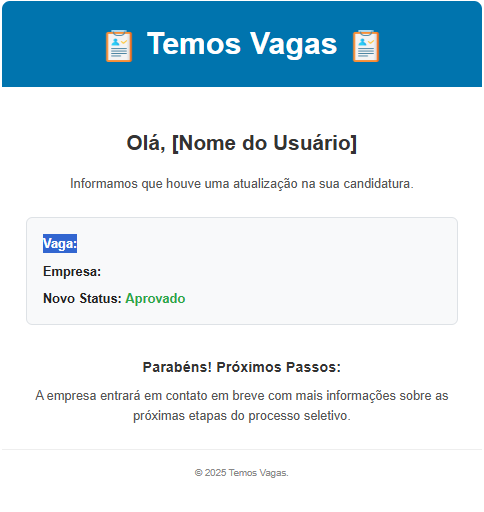 Temos Vagas
Olá, [Nome do Usuário]
Informamos que houve uma atualização na sua candidatura.
Vaga:
Empresa:
Novo Status: Aprovado
Parabéns! Próximos Passos:
A empresa entrará em contato em breve com mais informações sobre as
próximas etapas do processo seletivo.
© 2025 Temos Vagas.